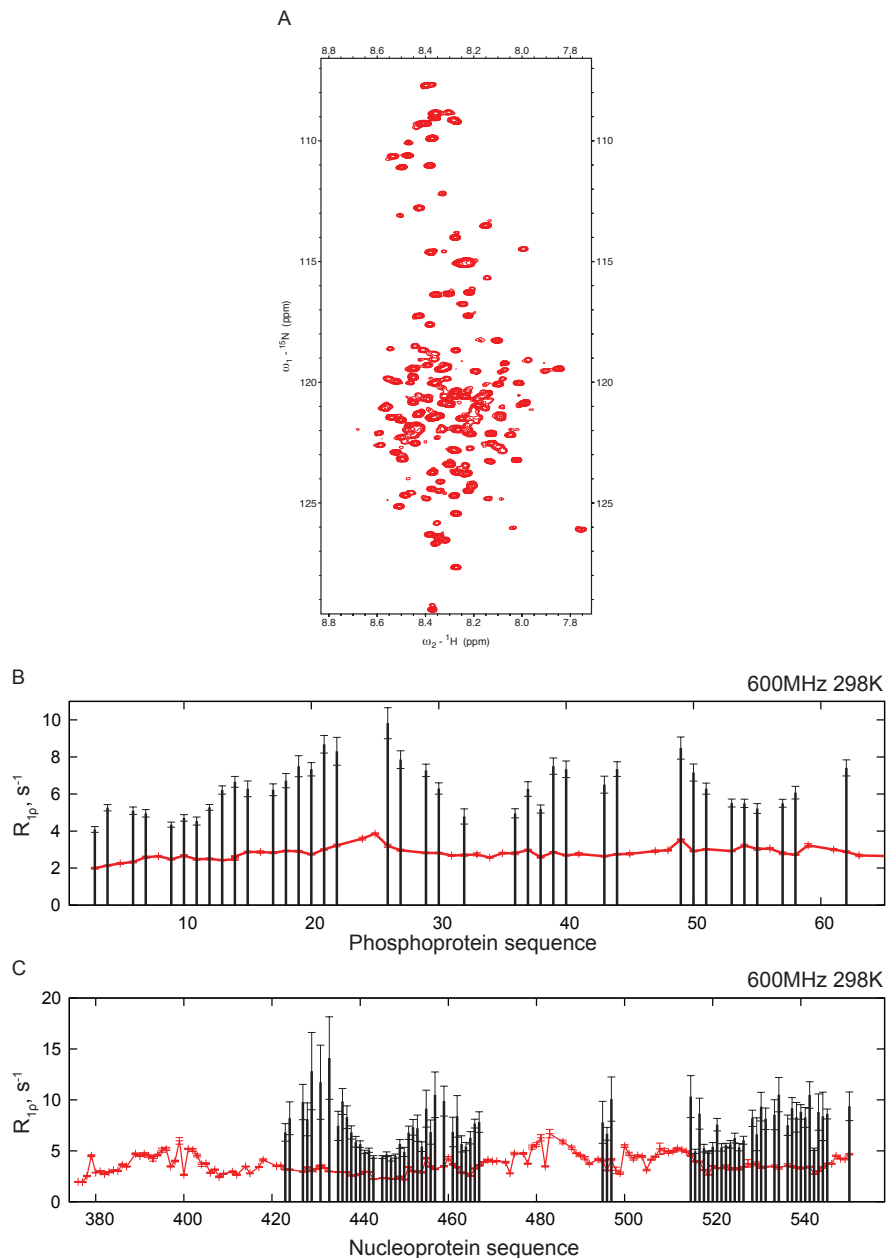 A
8.8 8.6 8.4 8.2 8.0 7.8
110 110
115 115
120 120
125 125
ω₁ - ¹⁵N (ppm)
8.8 8.6 8.4 8.2 8.0 7.8
ω₂ - ¹H (ppm)
B
600MHz 298K
10
8
6
4
2
0
R₁ρ, s⁻¹
10 20 30 40 50 60
Phosphoprotein sequence
C
600MHz 298K
20
15
10
5
0
R₁ρ, s⁻¹
380 400 420 440 460 480 500 520 540
Nucleoprotein sequence